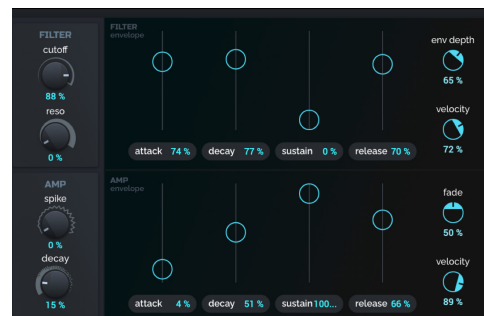 FILTER
cutoff
88 %
reso
0 %
FILTER
envelope
attack 74 %
decay 77 %
sustain 0 %
release 70 %
env depth
65 %
velocity
72 %
AMP
spike
0 %
decay
15 %
AMP
envelope
attack 4 %
decay 51 %
sustain 100...
release 66 %
fade
50 %
velocity
89 %